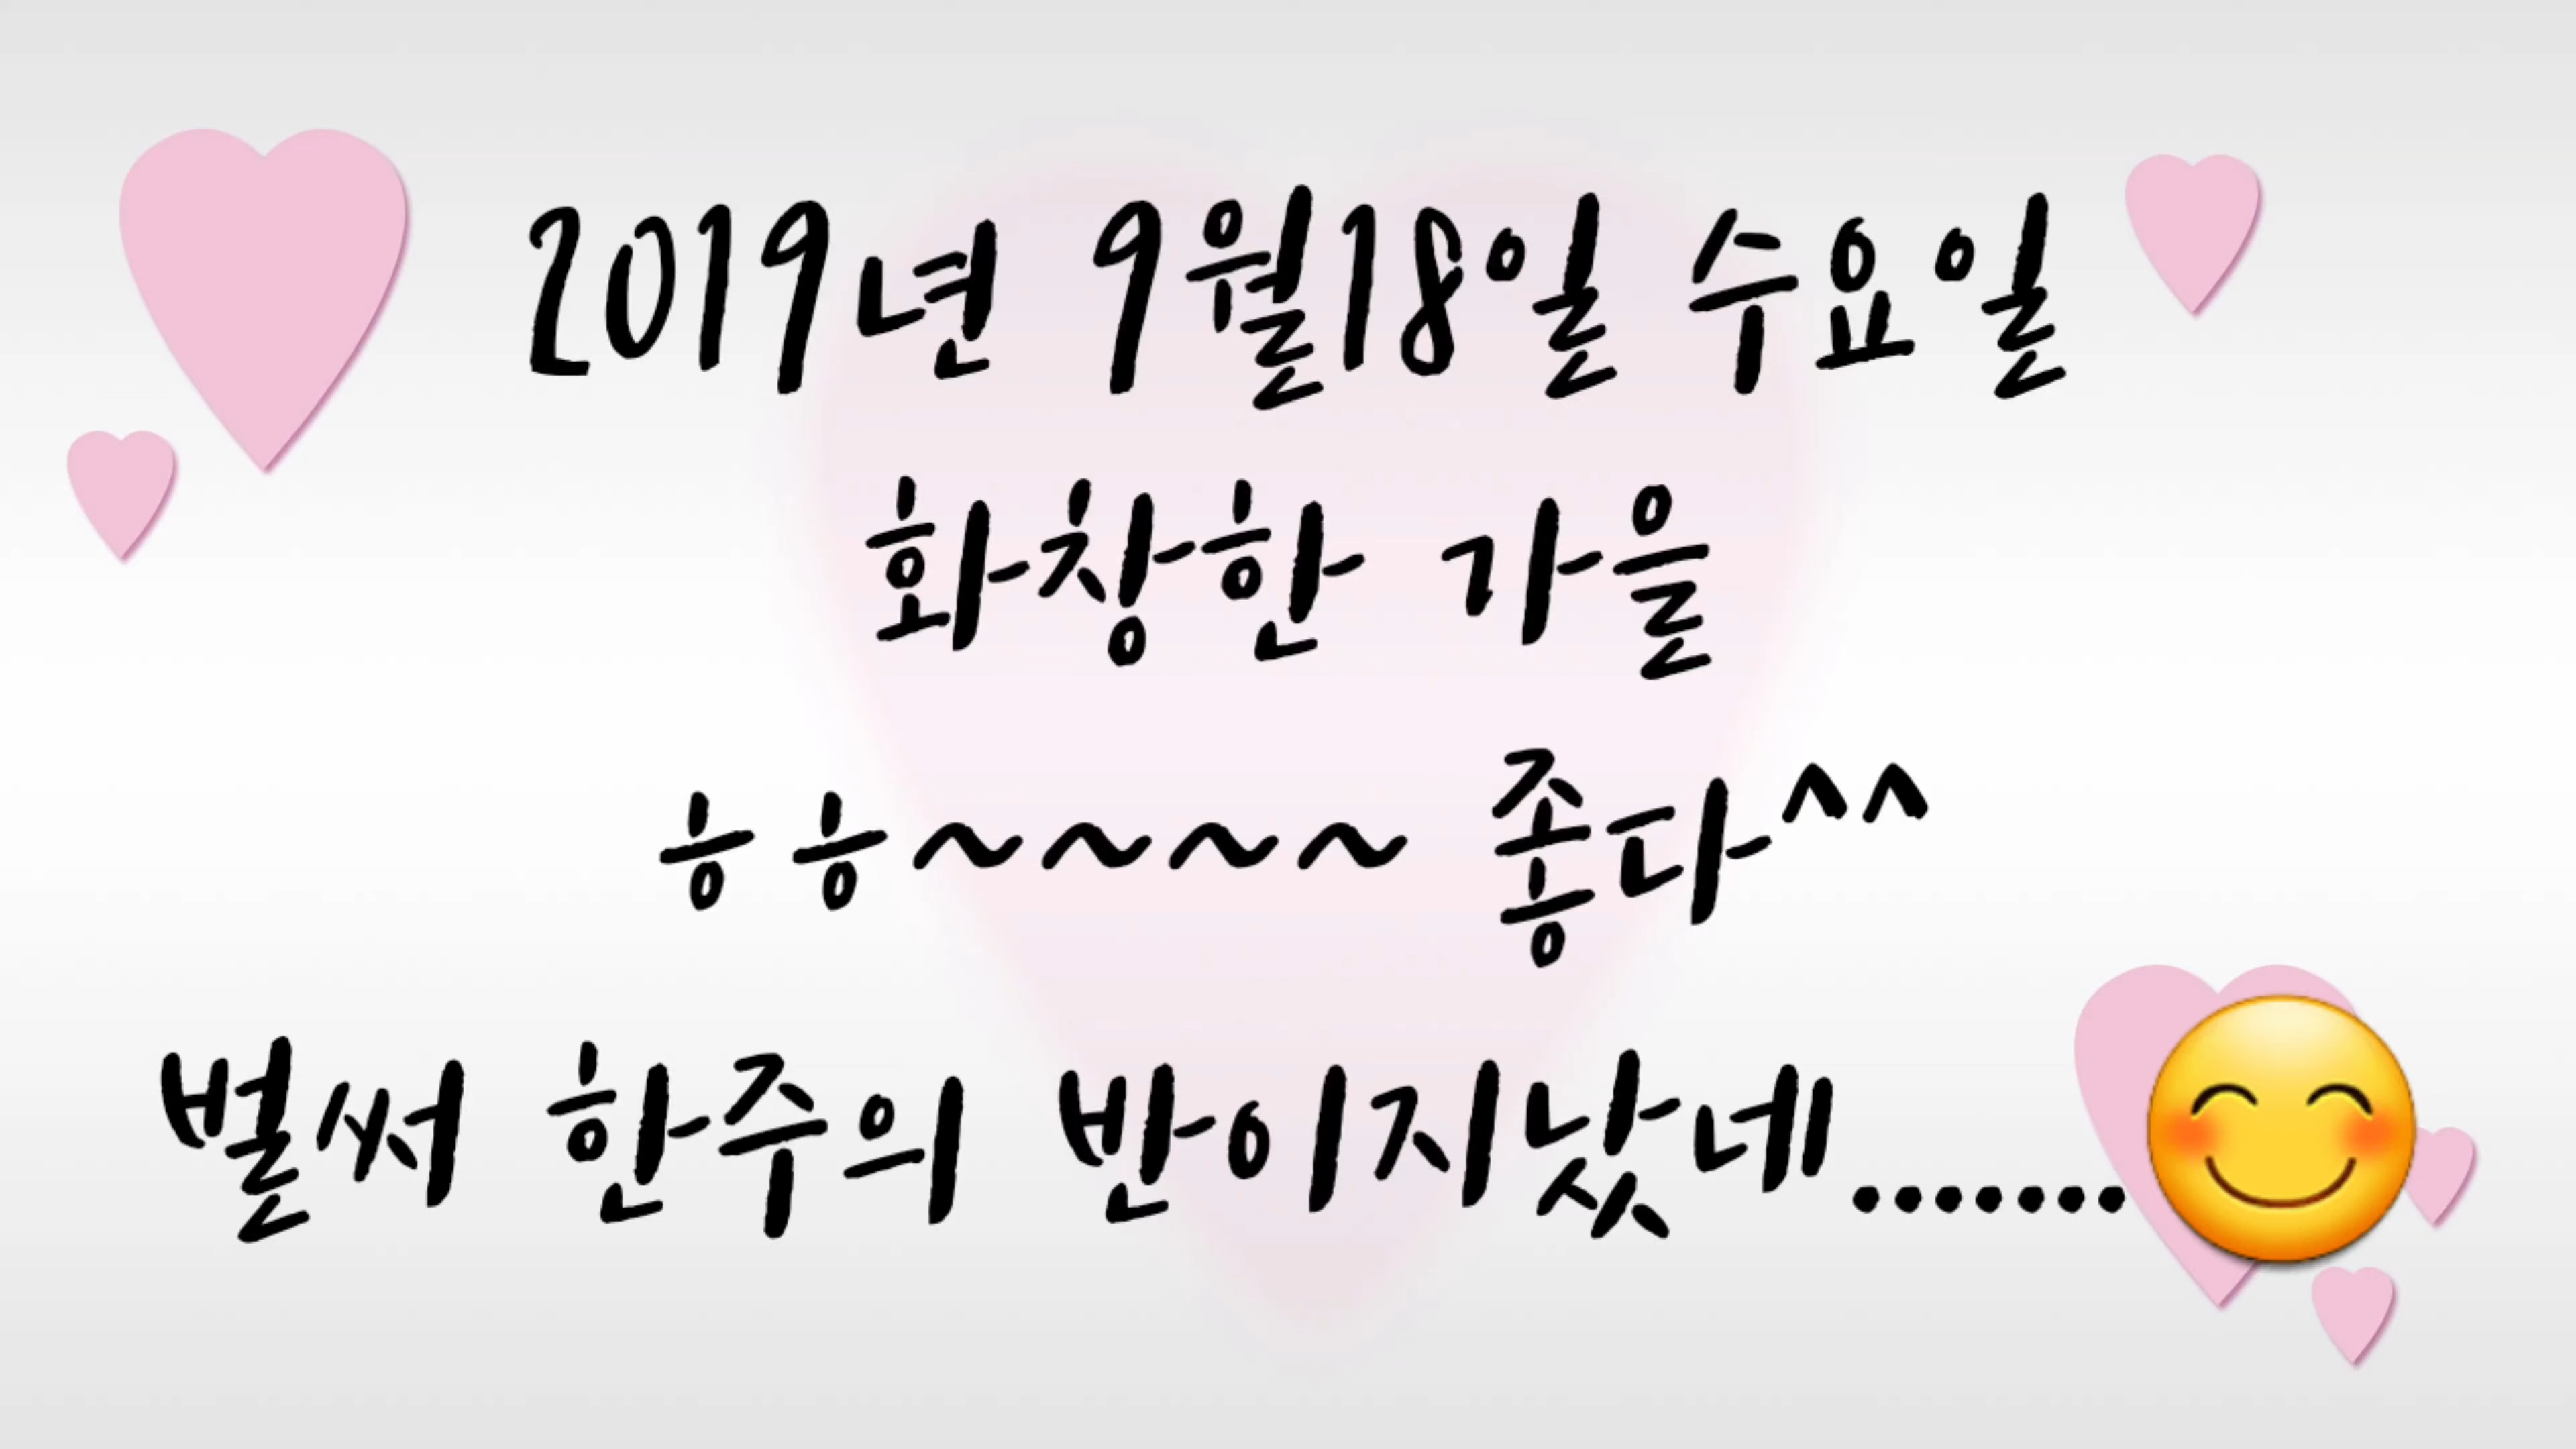 2019년 9월18일 수요일
화창한 가을
ㅎㅎ~~~~ 좋다^^
벌써 한주의 반이지났네.......😊